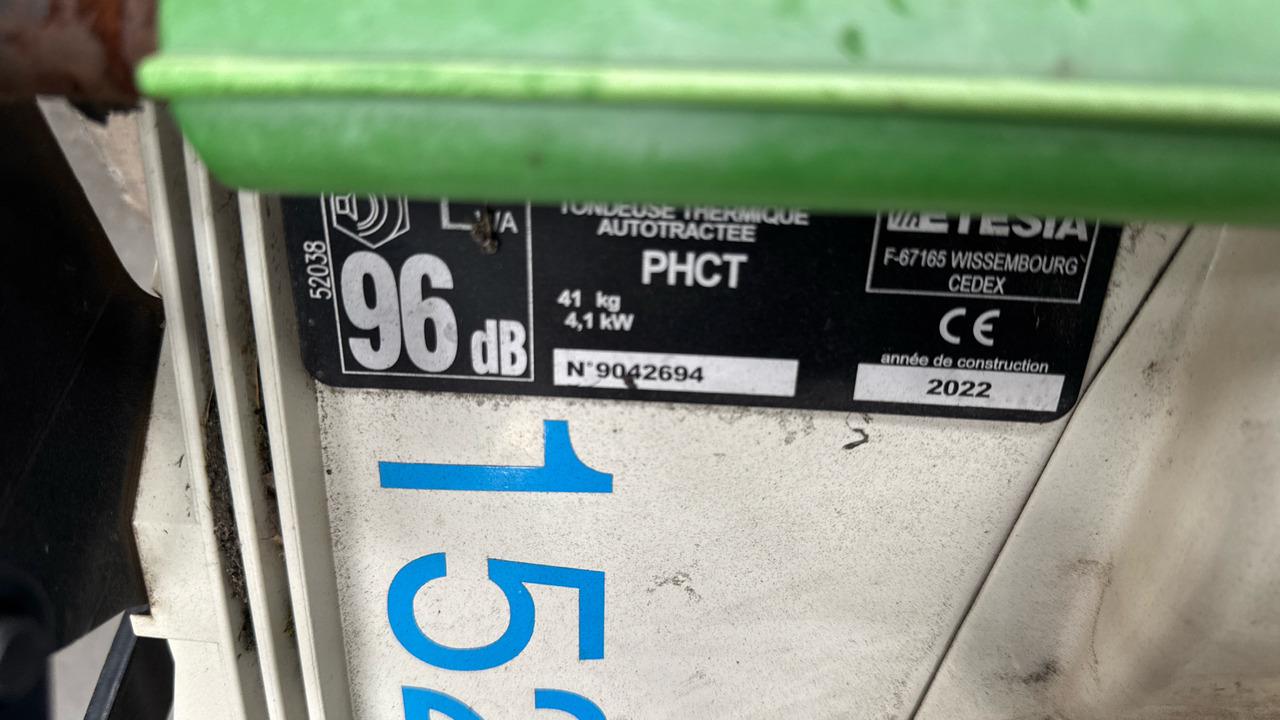 52038
96 dB
TONDEUSE THERMIQUE
AUTOTRACTEE
PHCT
41 kg
4,1 kW
N°9042694
ETESIA
F-67165 WISSEMBOURG
CEDEX
CE
année de construction
2022
15